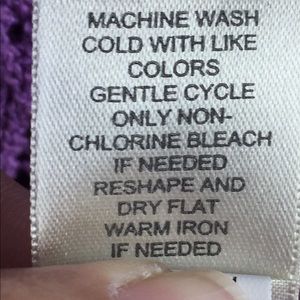 MACHINE WASH
COLD WITH LIKE
COLORS
GENTLE CYCLE
ONLY NON-
CHLORINE BLEACH
IF NEEDED
RESHAPE AND
DRY FLAT
WARM IRON
IF NEEDED